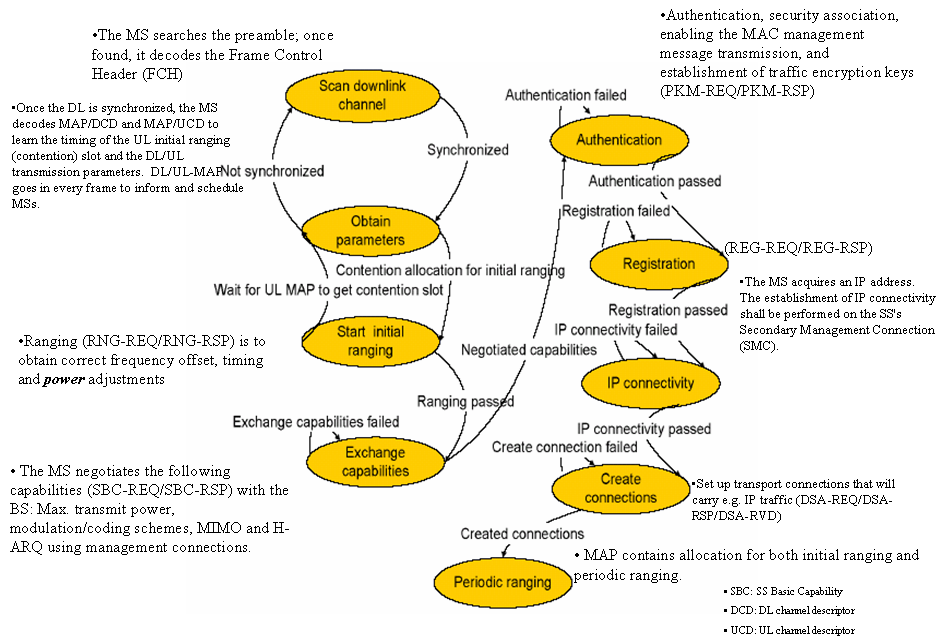 •The MS searches the preamble; once
found, it decodes the Frame Control
Header (FCH)
•Authentication, security association,
enabling the MAC management
message transmission, and
establishment of traffic encryption keys
(PKM-REQ/PKM-RSP)
•Once the DL is synchronized, the MS
decodes MAP/DCD and MAP/UCD to
learn the timing of the UL initial ranging
(contention) slot and the DL/UL
transmission parameters. DL/UL-MAP
goes in every frame to inform and schedule
MSs.
Scan downlink
channel
Synchronized
Not synchronized
Obtain
parameters
Contention allocation for initial ranging
Wait for UL MAP to get contention slot
Start initial
ranging
•Ranging (RNG-REQ/RNG-RSP) is to
obtain correct frequency offset, timing
and power adjustments
Ranging passed
Exchange capabilities failed
Exchange
capabilities
Negotiated capabilities
• The MS negotiates the following
capabilities (SBC-REQ/SBC-RSP) with the
BS: Max. transmit power,
modulation/coding schemes, MIMO and H-
ARQ using management connections.
Authentication failed
Authentication
Authentication passed
Registration failed
Registration
(REG-REQ/REG-RSP)
Registration passed
•The MS acquires an IP address.
The establishment of IP connectivity
shall be performed on the SS's
Secondary Management Connection
(SMC).
IP connectivity failed
IP connectivity
IP connectivity passed
Create connection failed
Create
connections
•Set up transport connections that will
carry e.g. IP traffic (DSA-REQ/DSA-
RSP/DSA-RVD)
Created connections
Periodic ranging
• MAP contains allocation for both initial ranging and
periodic ranging.
• SBC: SS Basic Capability
• DCD: DL channel descriptor
• UCD: UL channel descriptor